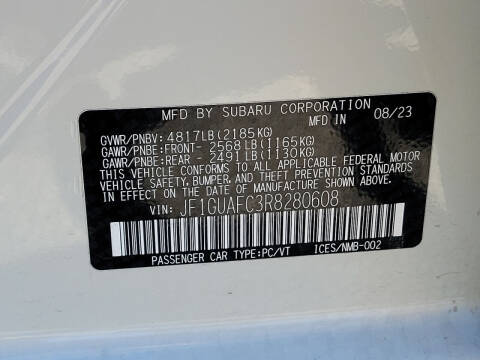 MFD BY SUBARU CORPORATION
MFD IN 08/23
GVWR/PNBV: 4817LB(2185KG)
GAWR/PNBE:FRONT- 2568LB(1165KG)
GAWR/PNBE:REAR - 2491LB(1130KG)
THIS VEHICLE CONFORMS TO ALL APPLICABLE FEDERAL MOTOR
VEHICLE SAFETY, BUMPER, AND THEFT PREVENTION STANDARDS
IN EFFECT ON THE DATE OF MANUFACTURE SHOWN ABOVE.
VIN: JF1GUAFC3R8280608
PASSENGER CAR TYPE:PC/VT ICES/NMB-002